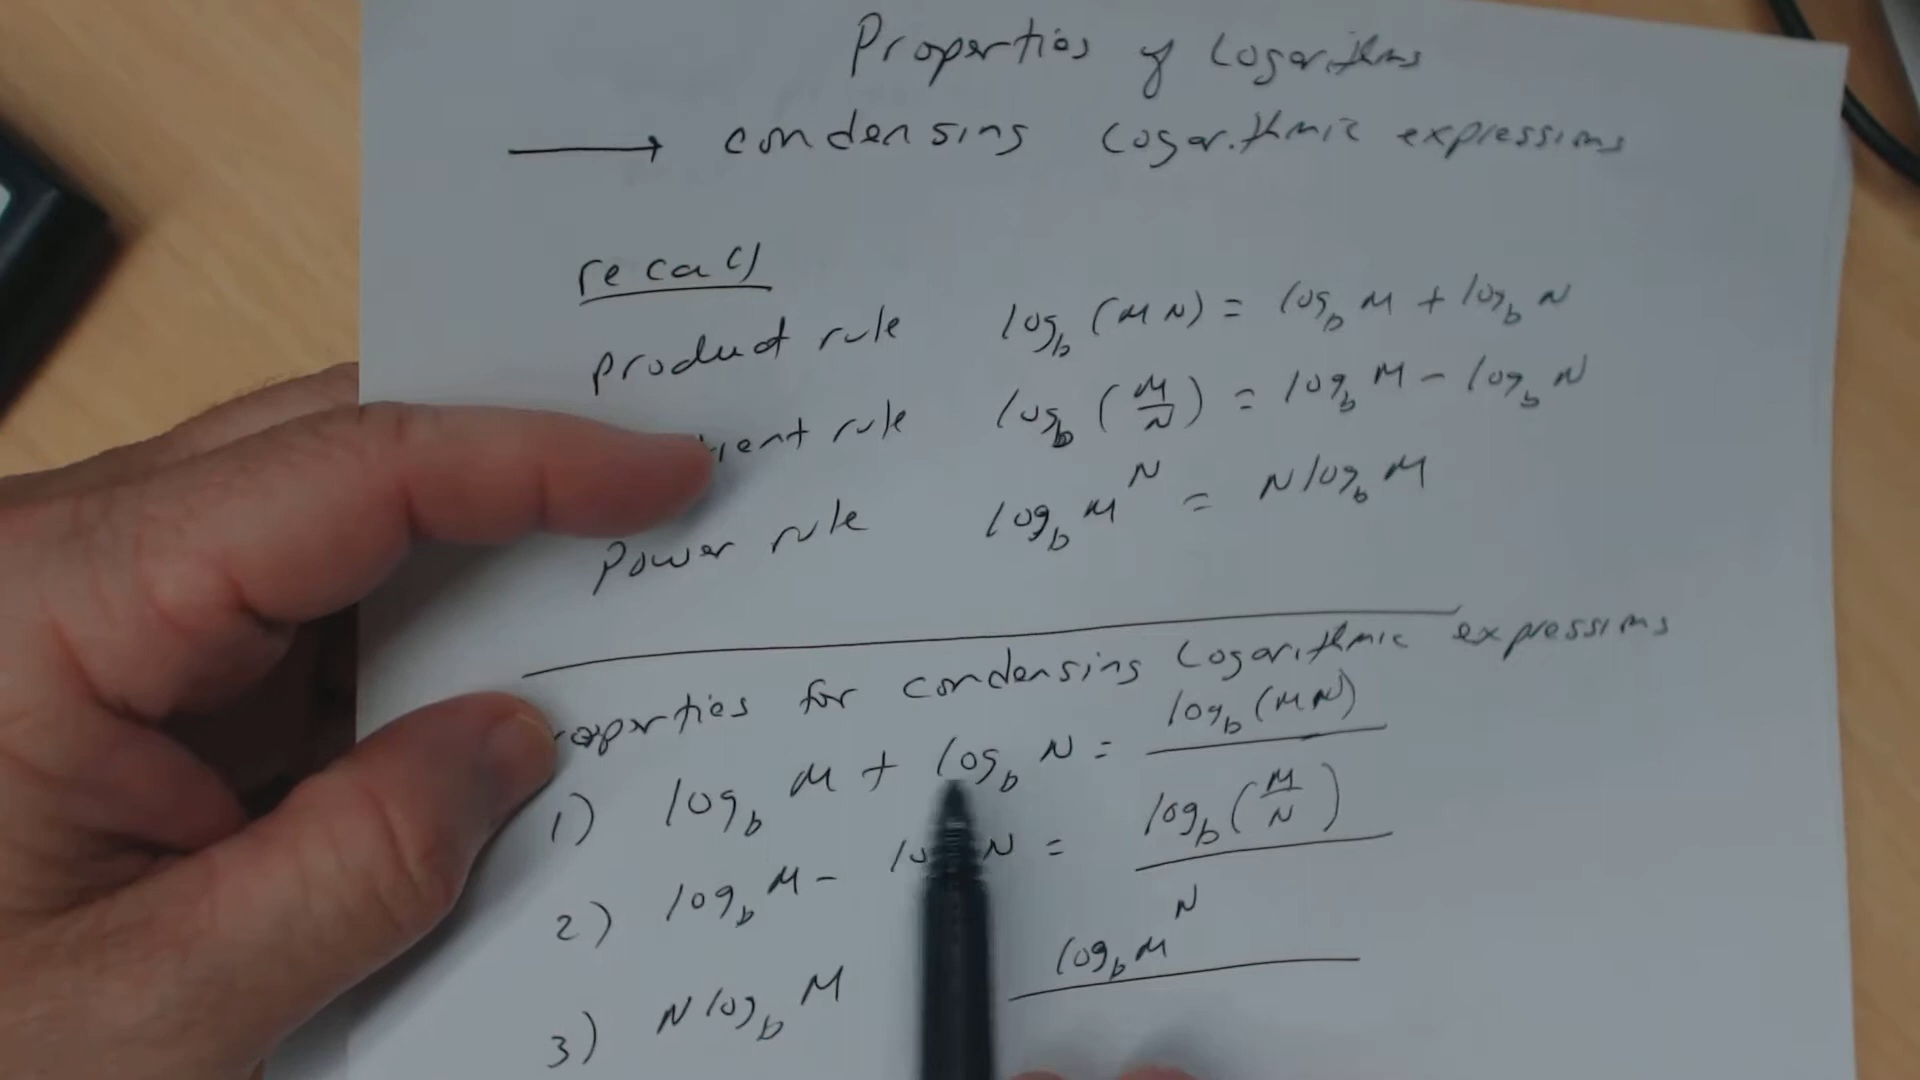 Properties of Logarithms
→ condensing Logarithmic expressions
recall
product rule log_b (MN) = log_b M + log_b N
rule log_b (M/N) = log_b M - log_b N
Power rule log_b M^N = N log_b M
for condensing Logarithmic expressions
1) log_b M + log_b N = log_b (MN)
2) log_b M - N = log_b (M/N)
3) N log_b M log_b M^N